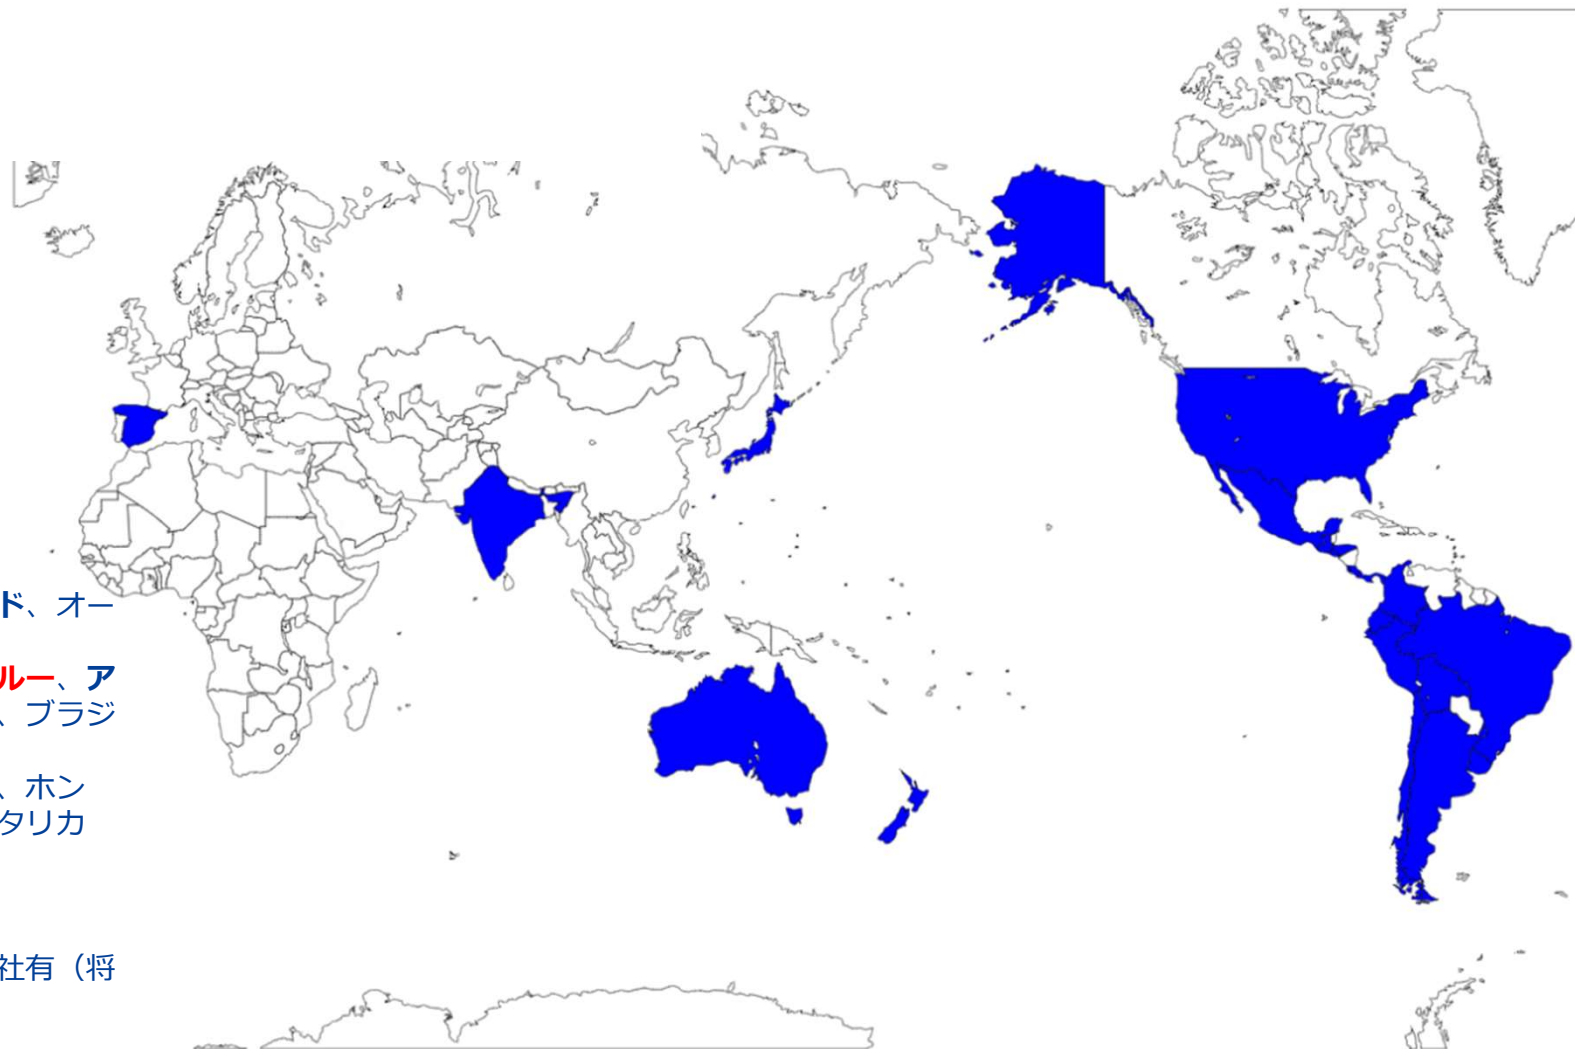 ド、オー
ルー、ア
、ブラジ
、ホン
タリカ
社有（将